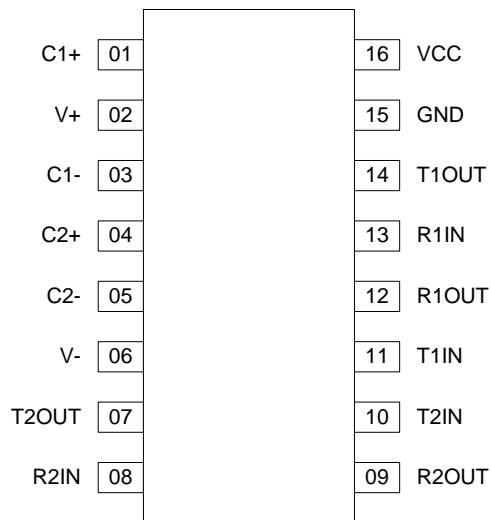 C1+ 01 16 VCC
V+ 02 15 GND
C1- 03 14 T1OUT
C2+ 04 13 R1IN
C2- 05 12 R1OUT
V- 06 11 T1IN
T2OUT 07 10 T2IN
R2IN 08 09 R2OUT